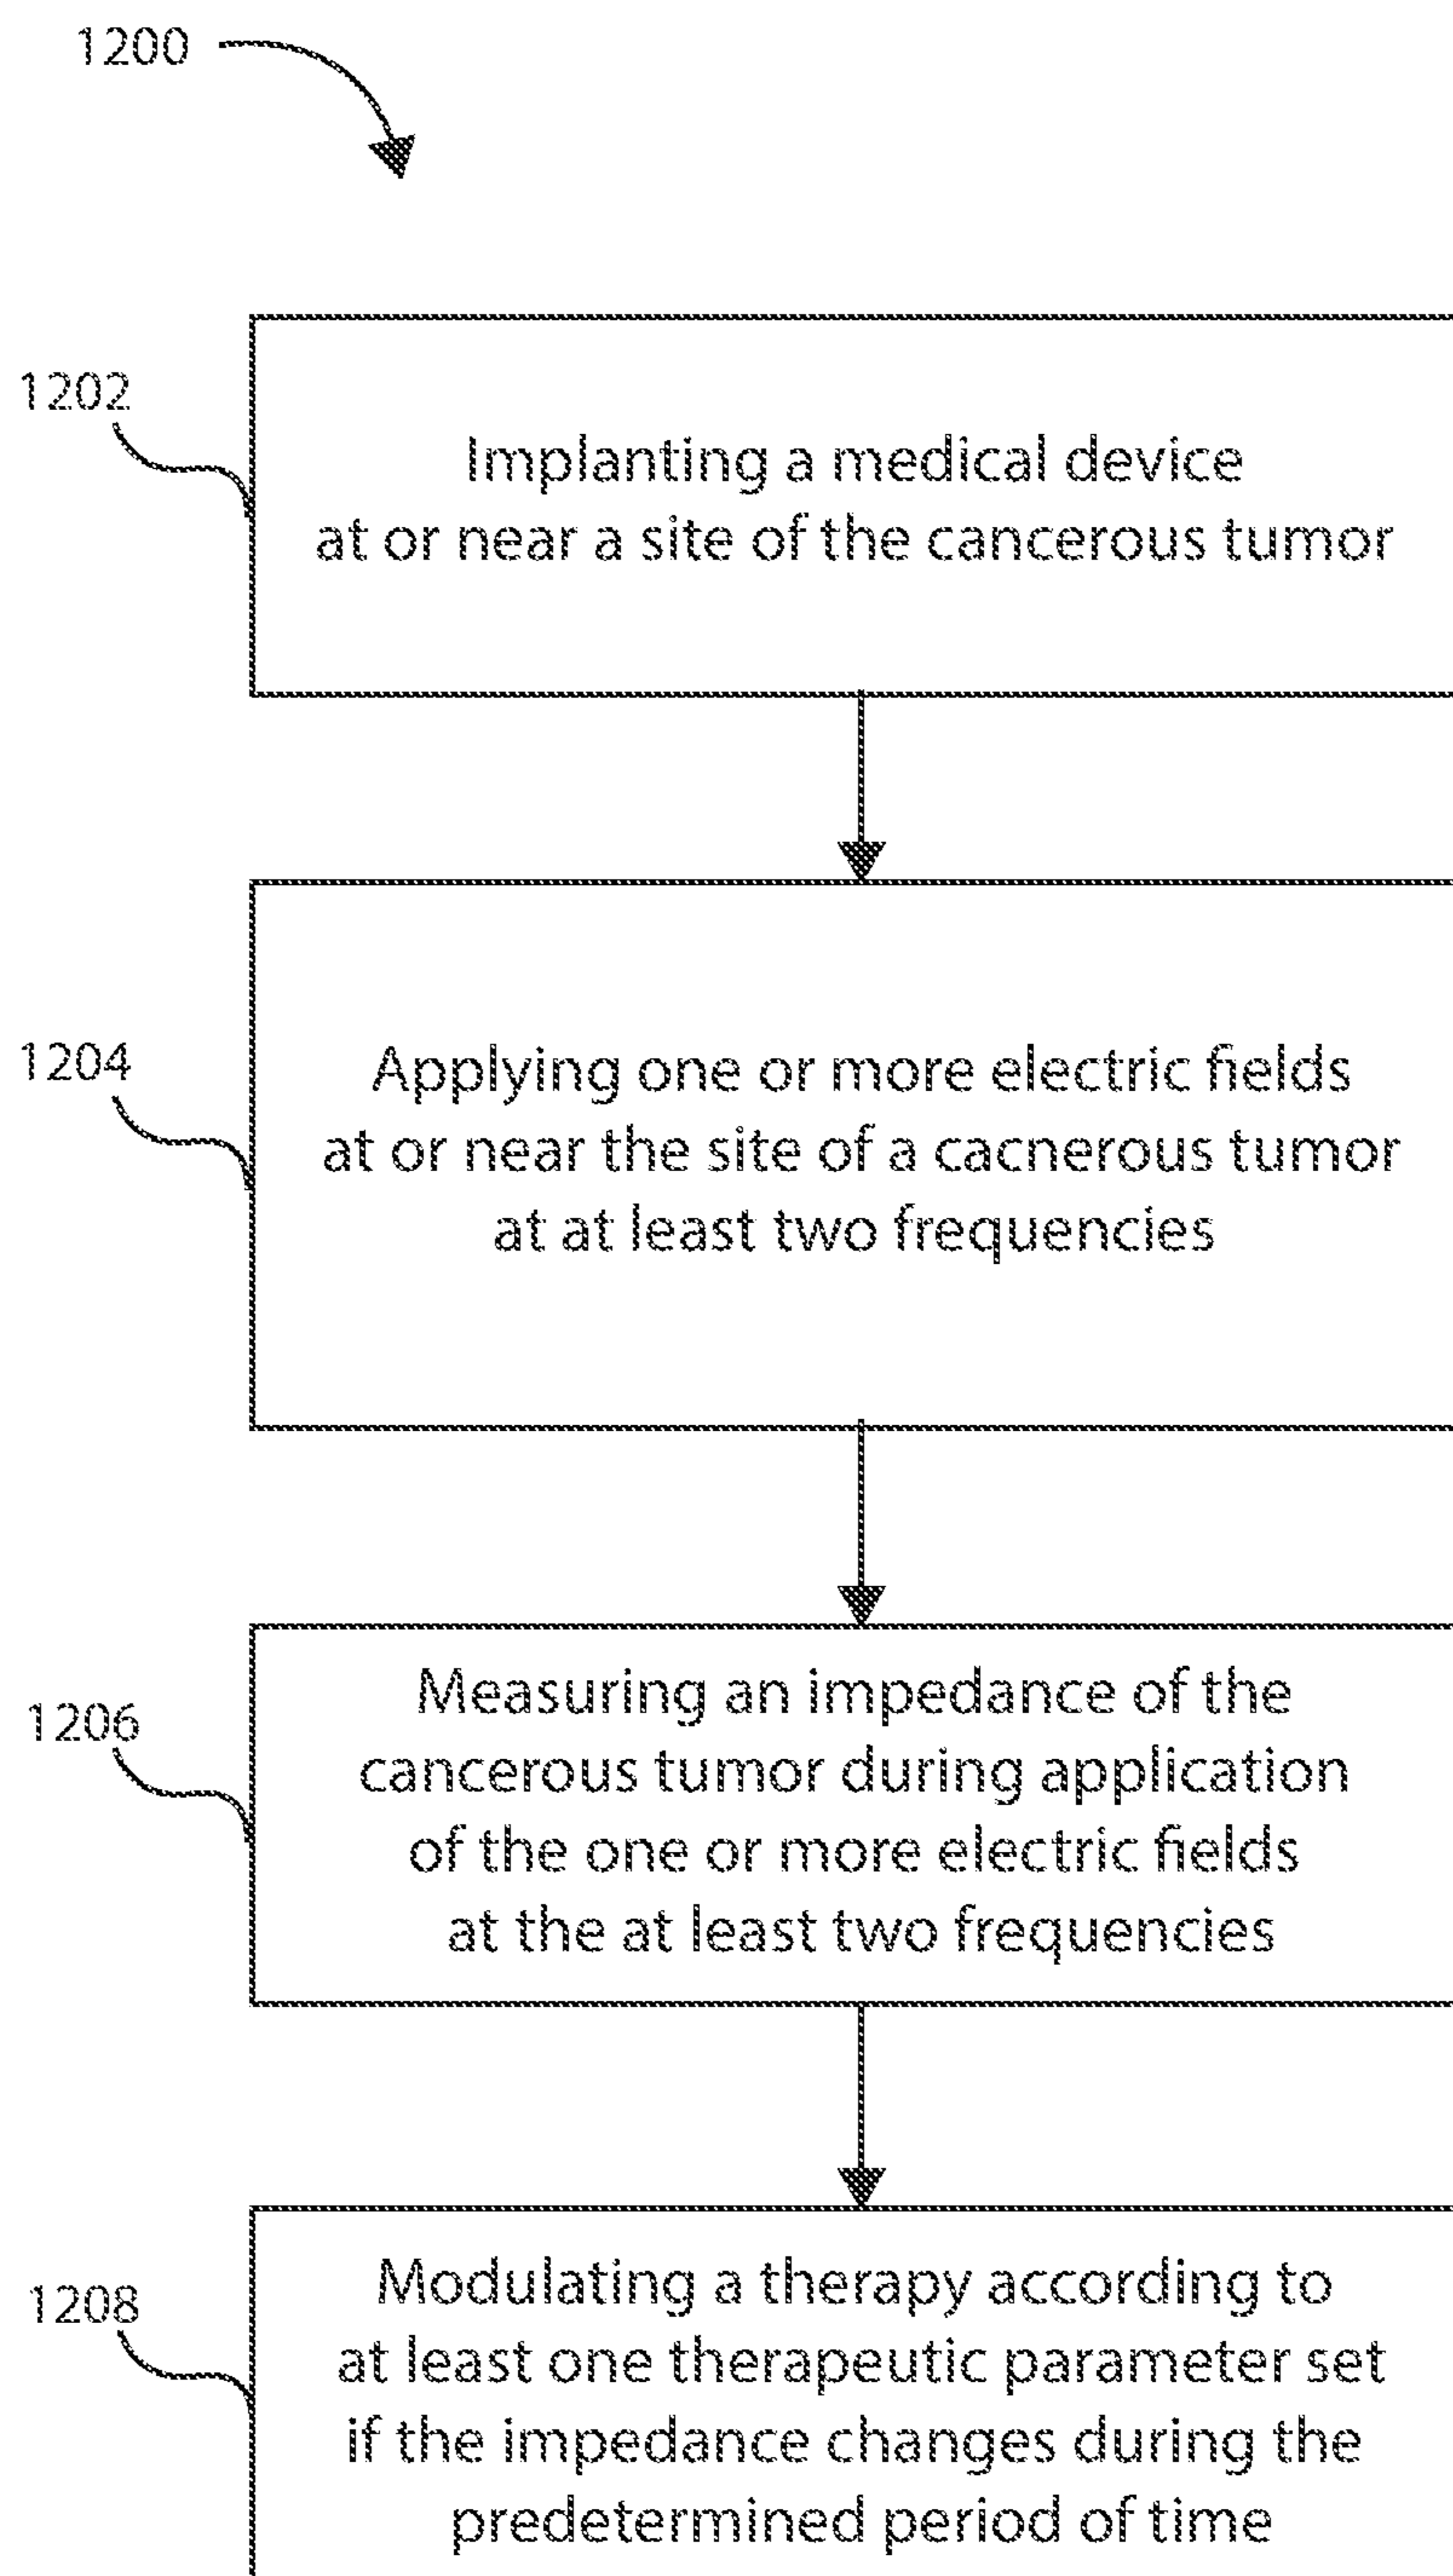 1200
1202
Implanting a medical device
at or near a site of the cancerous tumor
1204
Applying one or more electric fields
at or near the site of a cacnerous tumor
at at least two frequencies
1206
Measuring an impedance of the
cancerous tumor during application
of the one or more electric fields
at the at least two frequencies
1208
Modulating a therapy according to
at least one therapeutic parameter set
if the impedance changes during the
predetermined period of time